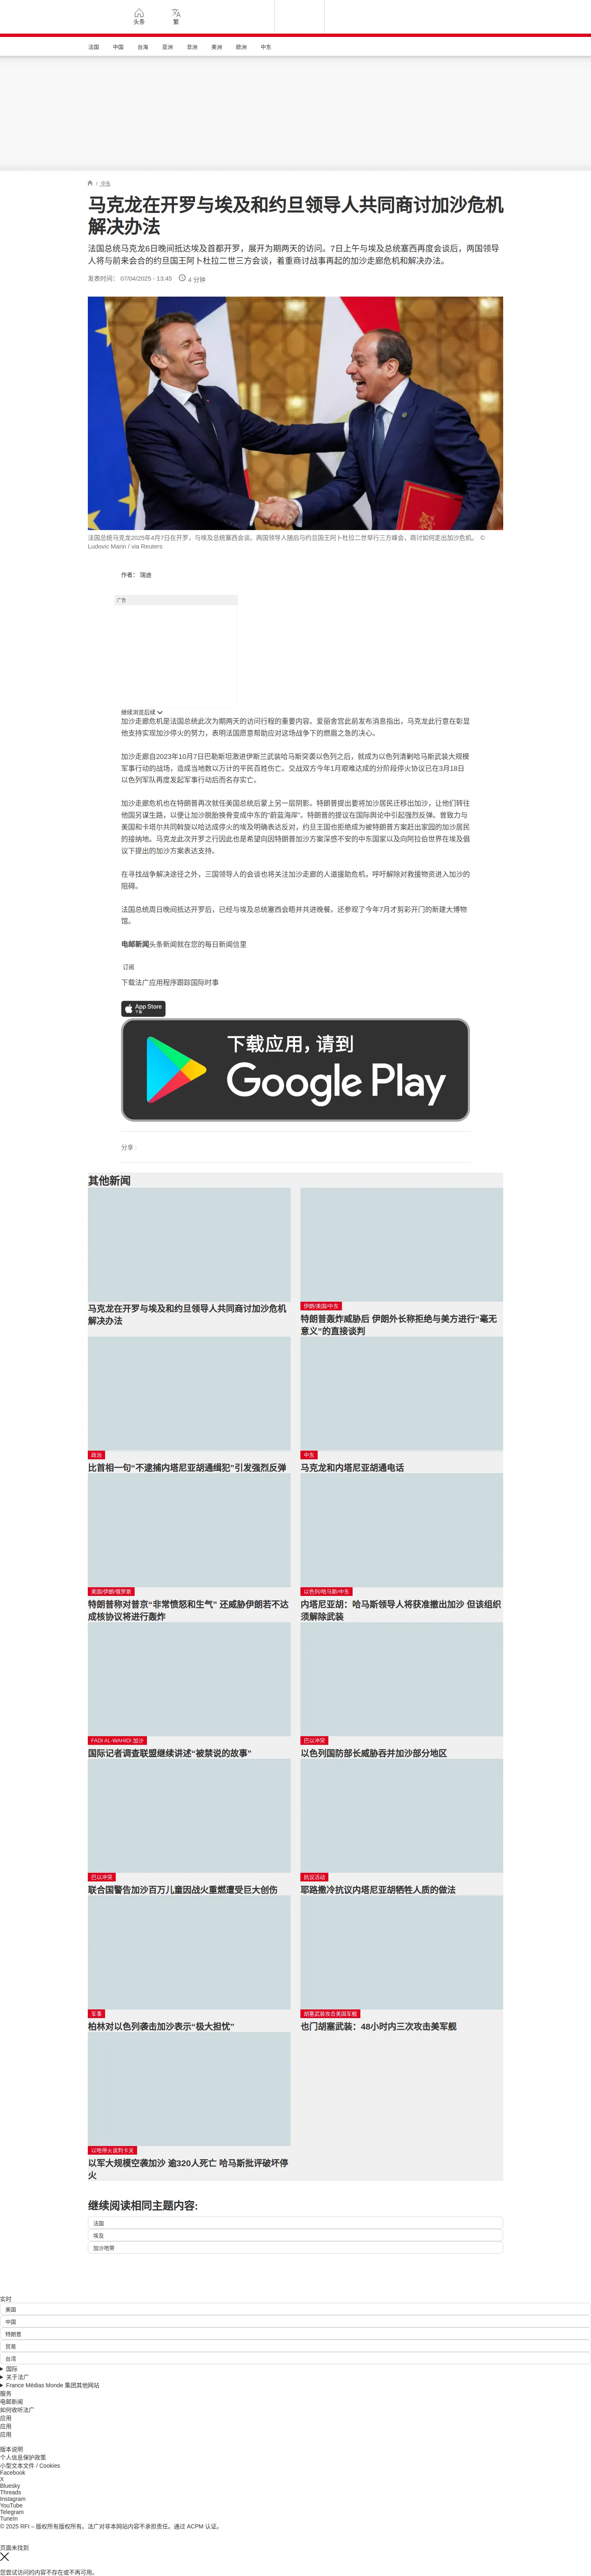 头条
繁
法国
中国
台海
亚洲
非洲
美洲
欧洲
中东
/ 中东
马克龙在开罗与埃及和约旦领导人共同商讨加沙危机
解决办法
法国总统马克龙6日晚间抵达埃及首都开罗，展开为期两天的访问。7日上午与埃及总统塞西再度会谈后，两国领导
人将与前来会合的约旦国王阿卜杜拉二世三方会谈，着重商讨战事再起的加沙走廊危机和解决办法。
发表时间： 07/04/2025 - 13:45
4 分钟
法国总统马克龙2025年4月7日在开罗，与埃及总统塞西会谈。两国领导人随后与约旦国王阿卜杜拉二世举行三方峰会，商讨如何走出加沙危机。 ©
Ludovic Marin / via Reuters
作者： 瑞迪
广告
继续浏览后续
加沙走廊危机是法国总统此次为期两天的访问行程的重要内容。爱丽舍宫此前发布消息指出，马克龙此行意在彰显
他支持实现加沙停火的努力，表明法国愿意帮助应对这场战争下的燃眉之急的决心。
加沙走廊自2023年10月7日巴勒斯坦激进伊斯兰武装哈马斯突袭以色列之后，就成为以色列清剿哈马斯武装大规模
军事行动的战场，造成当地数以万计的平民百姓伤亡。交战双方今年1月艰难达成的分阶段停火协议已在3月18日
以色列军队再度发起军事行动后而名存实亡。
加沙走廊危机也在特朗普再次就任美国总统后蒙上另一层阴影。特朗普提出要将加沙居民迁移出加沙，让他们转往
他国另谋生路，以便让加沙脱胎换骨变成中东的“蔚蓝海岸”。特朗普的提议在国际舆论中引起强烈反弹。曾致力与
美国和卡塔尔共同斡旋以哈达成停火的埃及明确表达反对，约旦王国也拒绝成为被特朗普方案赶出家园的加沙居民
的接纳地。马克龙此次开罗之行因此也是希望向因特朗普加沙方案深感不安的中东国家以及向阿拉伯世界在埃及倡
议下提出的加沙方案表达支持。
在寻找战争解决途径之外，三国领导人的会谈也将关注加沙走廊的人道援助危机，呼吁解除对救援物资进入加沙的
阻碍。
法国总统周日晚间抵达开罗后，已经与埃及总统塞西会晤并共进晚餐。还参观了今年7月才剪彩开门的新建大博物
馆。
电邮新闻头条新闻就在您的每日新闻信里
订阅
下载法广应用程序跟踪国际时事
App Store
下载
下载应用，请到
Google Play
分享 :
其他新闻
马克龙在开罗与埃及和约旦领导人共同商讨加沙危机
解决办法
伊朗/美国/中东
特朗普轰炸威胁后 伊朗外长称拒绝与美方进行“毫无
意义”的直接谈判
政治
比首相一句“不逮捕内塔尼亚胡通缉犯”引发强烈反弹
中东
马克龙和内塔尼亚胡通电话
美国/伊朗/俄罗斯
特朗普称对普京“非常愤怒和生气” 还威胁伊朗若不达
成核协议将进行轰炸
以色列/哈马斯/中东
内塔尼亚胡：哈马斯领导人将获准撤出加沙 但该组织
须解除武装
FADI AL-WAHIDI 加沙
国际记者调查联盟继续讲述“被禁说的故事”
巴以冲突
以色列国防部长威胁吞并加沙部分地区
巴以冲突
联合国警告加沙百万儿童因战火重燃遭受巨大创伤
抗议活动
耶路撒冷抗议内塔尼亚胡牺牲人质的做法
军事
柏林对以色列袭击加沙表示“极大担忧”
胡塞武装攻击美国军舰
也门胡塞武装：48小时内三次攻击美军舰
以哈停火谈判卡关
以军大规模空袭加沙 逾320人死亡 哈马斯批评破坏停
火
继续阅读相同主题内容:
法国
埃及
加沙地带
实时
美国
中国
特朗普
贸易
台湾
国际
关于法广
France Médias Monde 集团其他网站
服务
电邮新闻
如何收听法广
应用
应用
应用
版本说明
个人信息保护政策
小型文本文件 / Cookies
Facebook
X
Bluesky
Threads
Instagram
YouTube
Telegram
TuneIn
© 2025 RFI – 版权所有版权所有。法广对非本网站内容不承担责任。通过 ACPM 认证。
页面未找到
您尝试访问的内容不存在或不再可用。